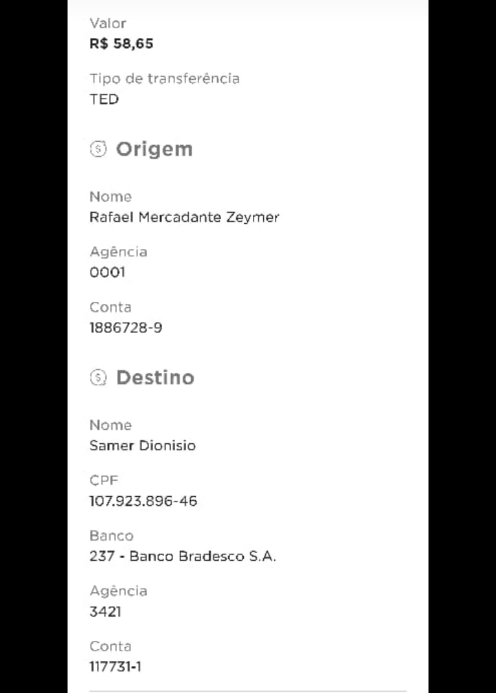 Valor
R$ 58,65
Tipo de transferência
TED
Origem
Nome
Rafael Mercadante Zeymer
Agência
0001
Conta
1886728-9
Destino
Nome
Samer Dionisio
CPF
107.923.896-46
Banco
237 - Banco Bradesco S.A.
Agência
3421
Conta
117731-1